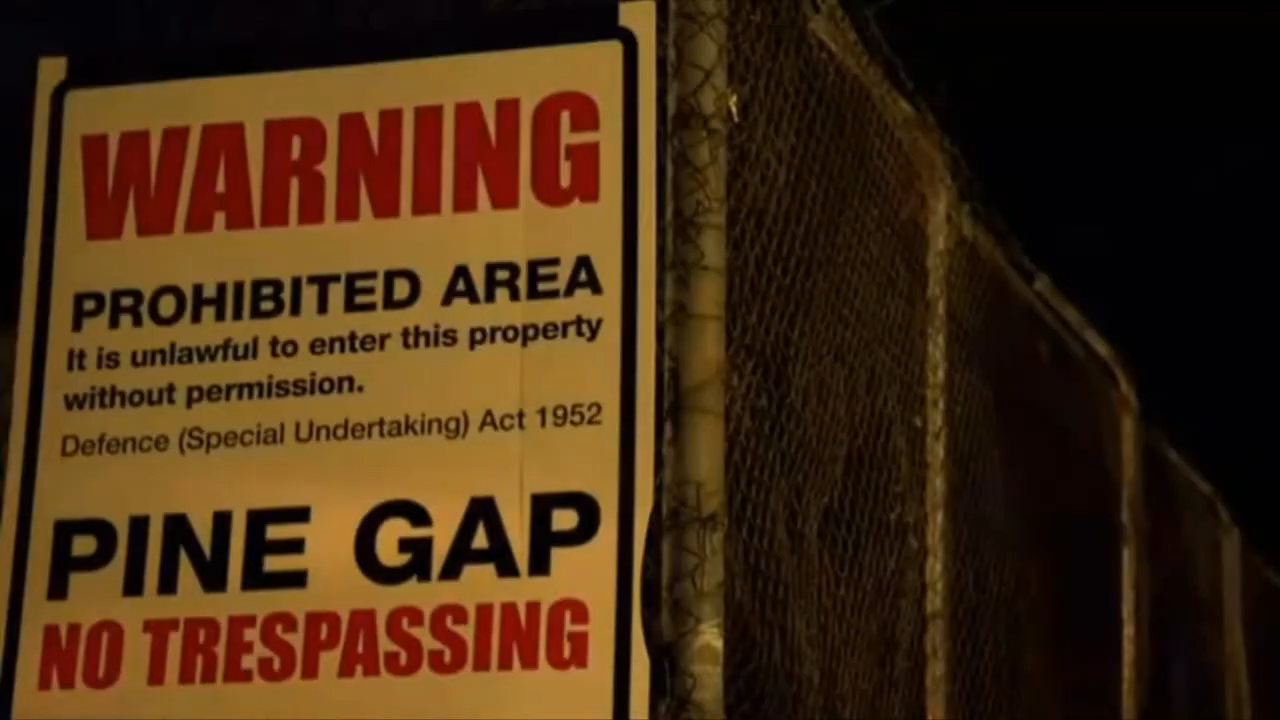 WARNING
PROHIBITED AREA
It is unlawful to enter this property
without permission.
Defence (Special Undertaking) Act 1952
PINE GAP
NO TRESPASSING